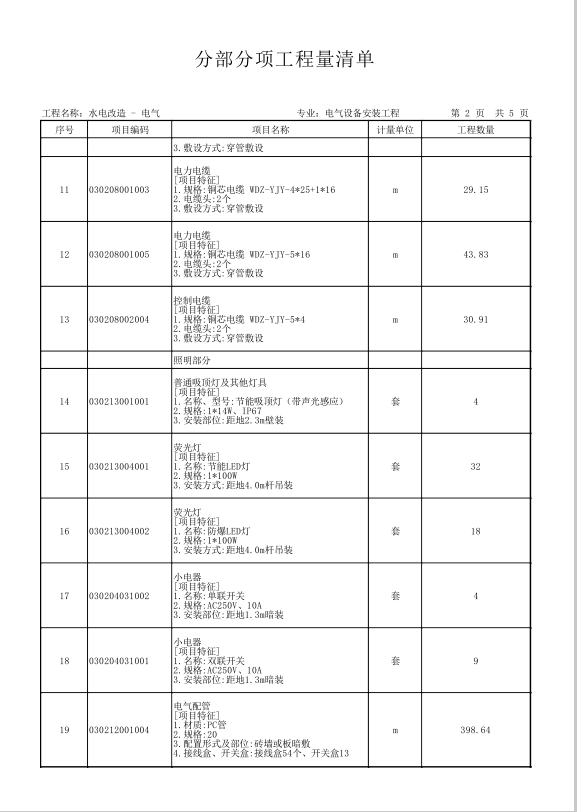 分部分项工程量清单
工程名称: 水电改造 - 电气 专业: 电气设备安装工程 第 2 页 共 5 页
序号 项目编码 项目名称 计量单位 工程数量
3.敷设方式:穿管敷设
电力电缆
[项目特征]
11 030208001003 1.规格:铜芯电缆 WDZ-YJY-4*25+1*16 m 29.15
2.电缆头:2个
3.敷设方式:穿管敷设
电力电缆
[项目特征]
12 030208001005 1.规格:铜芯电缆 WDZ-YJY-5*16 m 43.83
2.电缆头:2个
3.敷设方式:穿管敷设
控制电缆
[项目特征]
13 030208002004 1.规格:铜芯电缆 WDZ-YJY-5*4 m 30.91
2.电缆头:2个
3.敷设方式:穿管敷设
照明部分
普通吸顶灯及其他灯具
[项目特征]
14 030213001001 1.名称、型号:节能吸顶灯（带声光感应） 套 4
2.规格:1*14W、IP67
3.安装部位:距地2.3m壁装
荧光灯
[项目特征]
15 030213004001 1.名称:节能LED灯 套 32
2.规格:1*100W
3.安装方式:距地4.0m杆吊装
荧光灯
[项目特征]
16 030213004002 1.名称:防爆LED灯 套 18
2.规格:1*100W
3.安装方式:距地4.0m杆吊装
小电器
[项目特征]
17 030204031002 1.名称:单联开关 套 4
2.规格:AC250V、10A
3.安装部位:距地1.3m暗装
小电器
[项目特征]
18 030204031001 1.名称:双联开关 套 9
2.规格:AC250V、10A
3.安装部位:距地1.3m暗装
电气配管
[项目特征]
1.材质:PC管
19 030212001004 2.规格:20 m 398.64
3.配置形式及部位:砖墙或板暗敷
4.接线盒、开关盒:接线盒54个、开关盒13